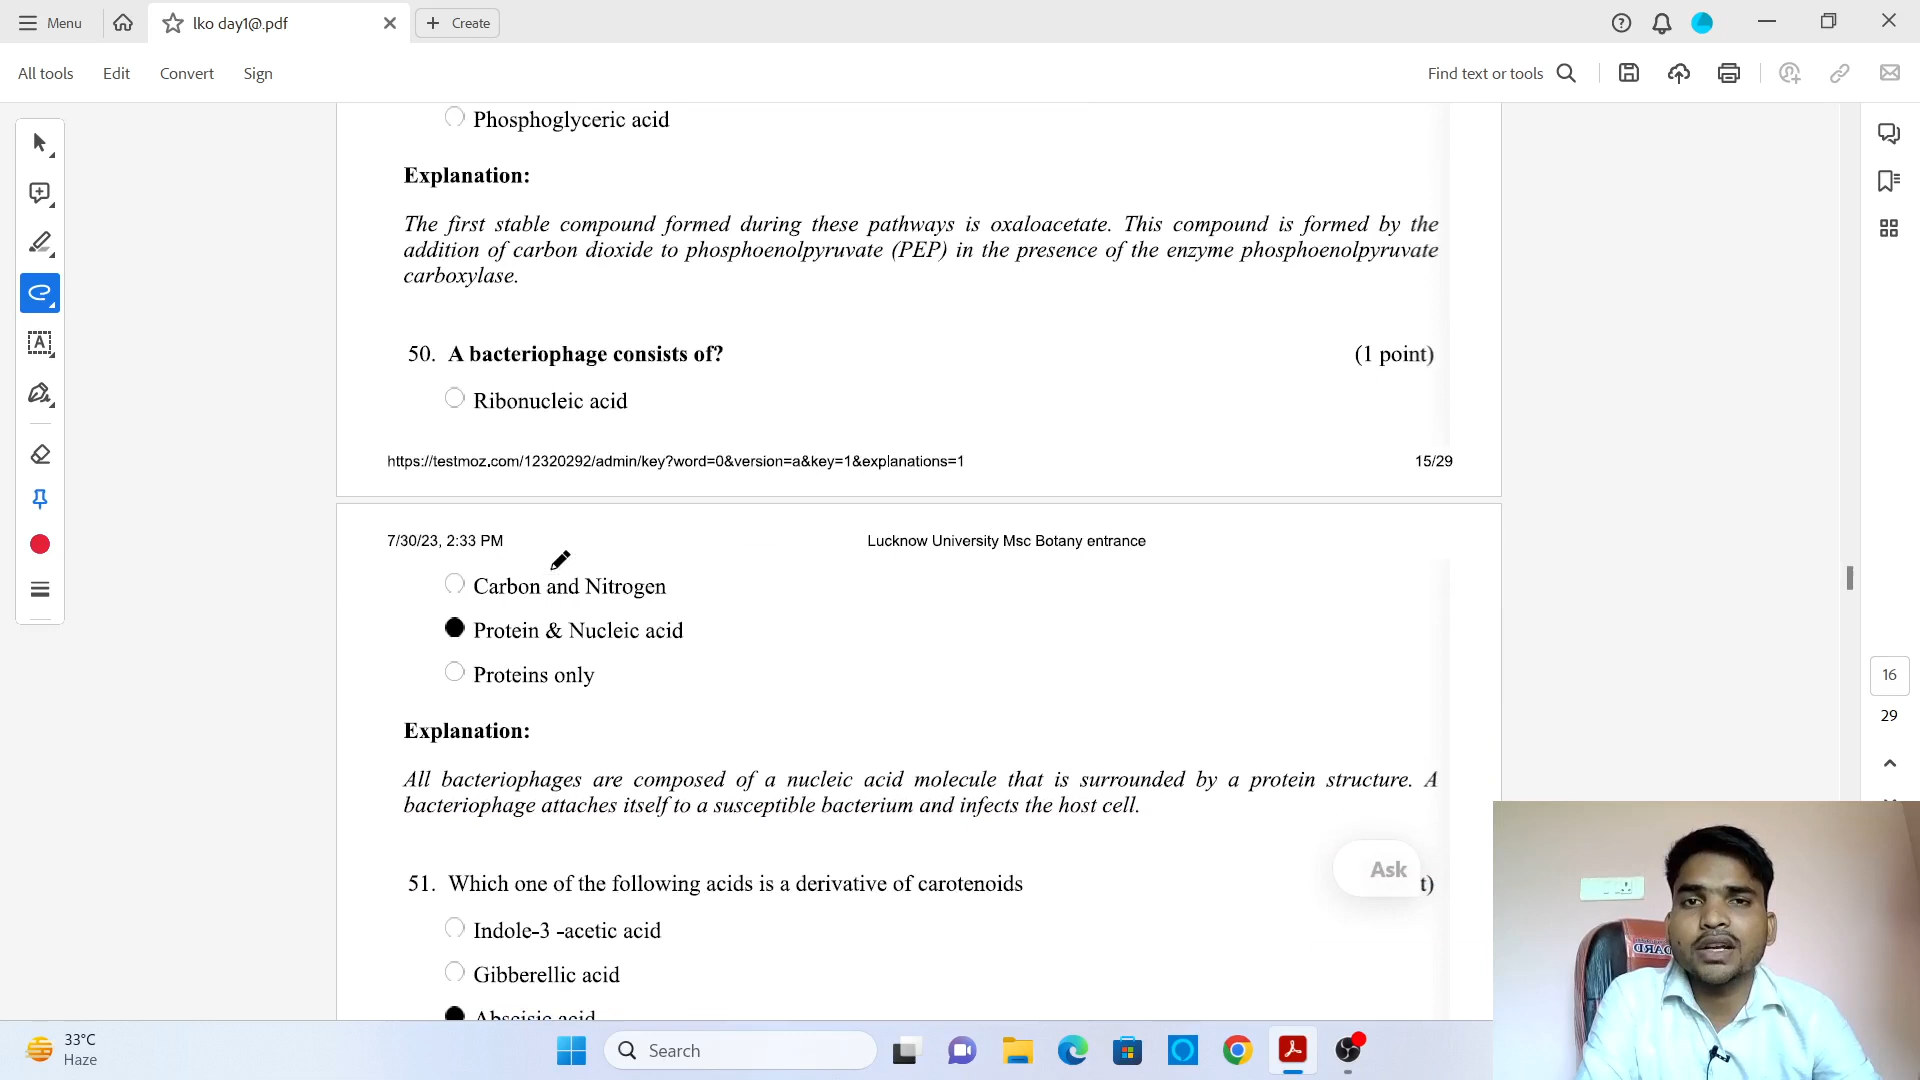 Menu
lko day1@.pdf
Create
All tools
Edit
Convert
Sign
Find text or tools
Phosphoglyceric acid
Explanation:
The first stable compound formed during these pathways is oxaloacetate. This compound is formed by the
addition of carbon dioxide to phosphoenolpyruvate (PEP) in the presence of the enzyme phosphoenolpyruvate
carboxylase.
50. A bacteriophage consists of? (1 point)
Ribonucleic acid
https://testmoz.com/12320292/admin/key?word=0&version=a&key=1&explanations=1 15/29
7/30/23, 2:33 PM Lucknow University Msc Botany entrance
Carbon and Nitrogen
Protein & Nucleic acid
Proteins only
Explanation:
All bacteriophages are composed of a nucleic acid molecule that is surrounded by a protein structure. A
bacteriophage attaches itself to a susceptible bacterium and infects the host cell.
51. Which one of the following acids is a derivative of carotenoids t)
Ask
Indole-3 -acetic acid
Gibberellic acid
Abscisic acid
16
29
33°C
Haze
Search